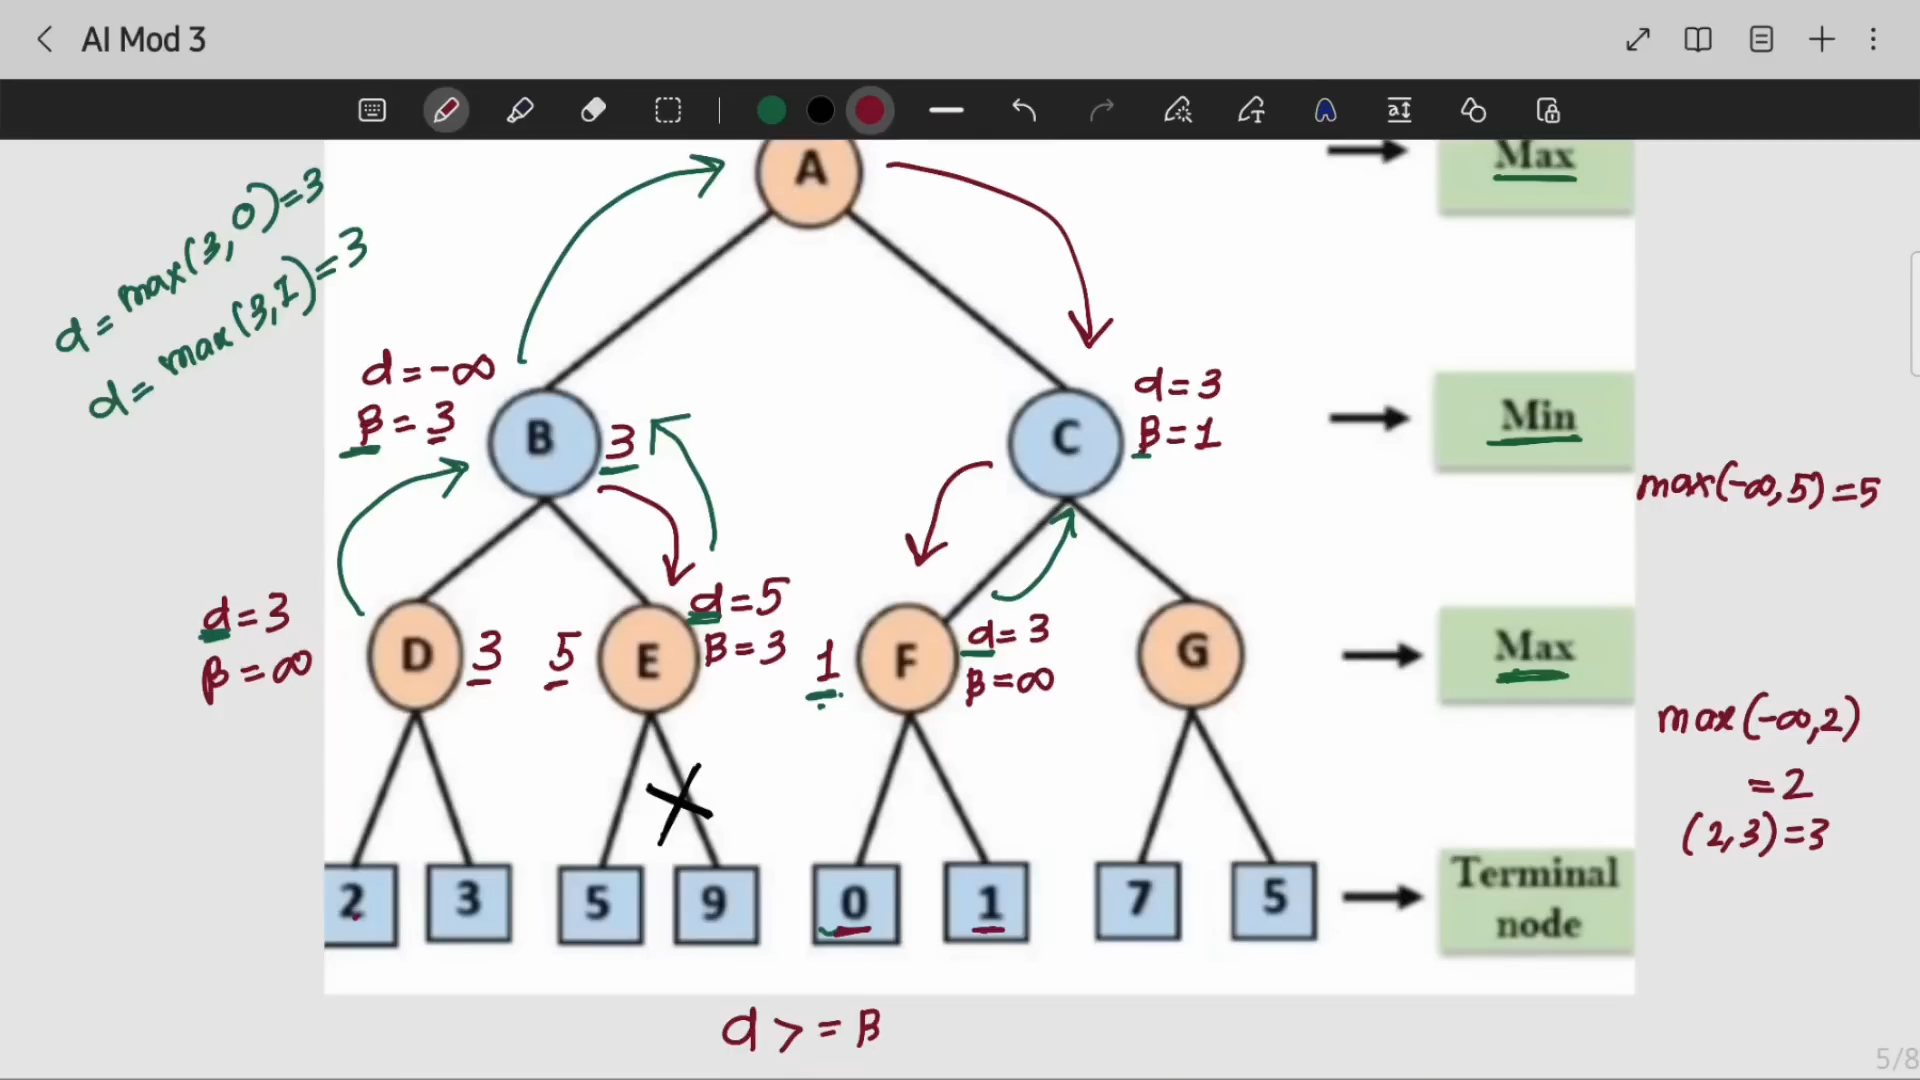 AI Mod 3
A
Max
α = max(3,0)=3
α = max(3,1)=3
α=-∞
β=3
B
3
C
α=3
β=1
Min
max(-∞,5)=5
α=3
β=∞
D
3
5
E
α=5
β=3
1
F
α=3
β=∞
G
Max
max(-∞,2)
=2
(2,3)=3
2
3
5
9
0
1
7
5
Terminal
node
α >= β
5/8